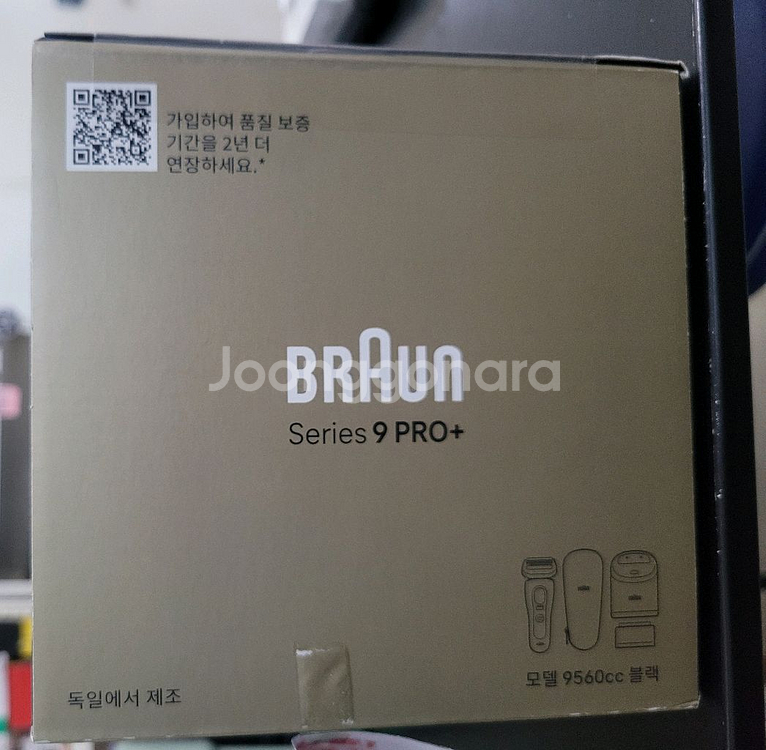 가입하여 품질 보증
기간을 2년 더
연장하세요.*
BRAUN
Joonggonara
Series 9 PRO+
모델 9560cc 블랙
독일에서 제조